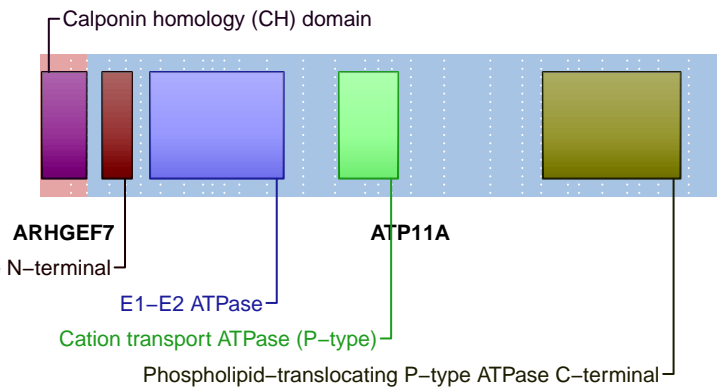 Calponin homology (CH) domain
ARHGEF7
ATP11A
N−terminal
E1−E2 ATPase
Cation transport ATPase (P−type)
Phospholipid−translocating P−type ATPase C−terminal